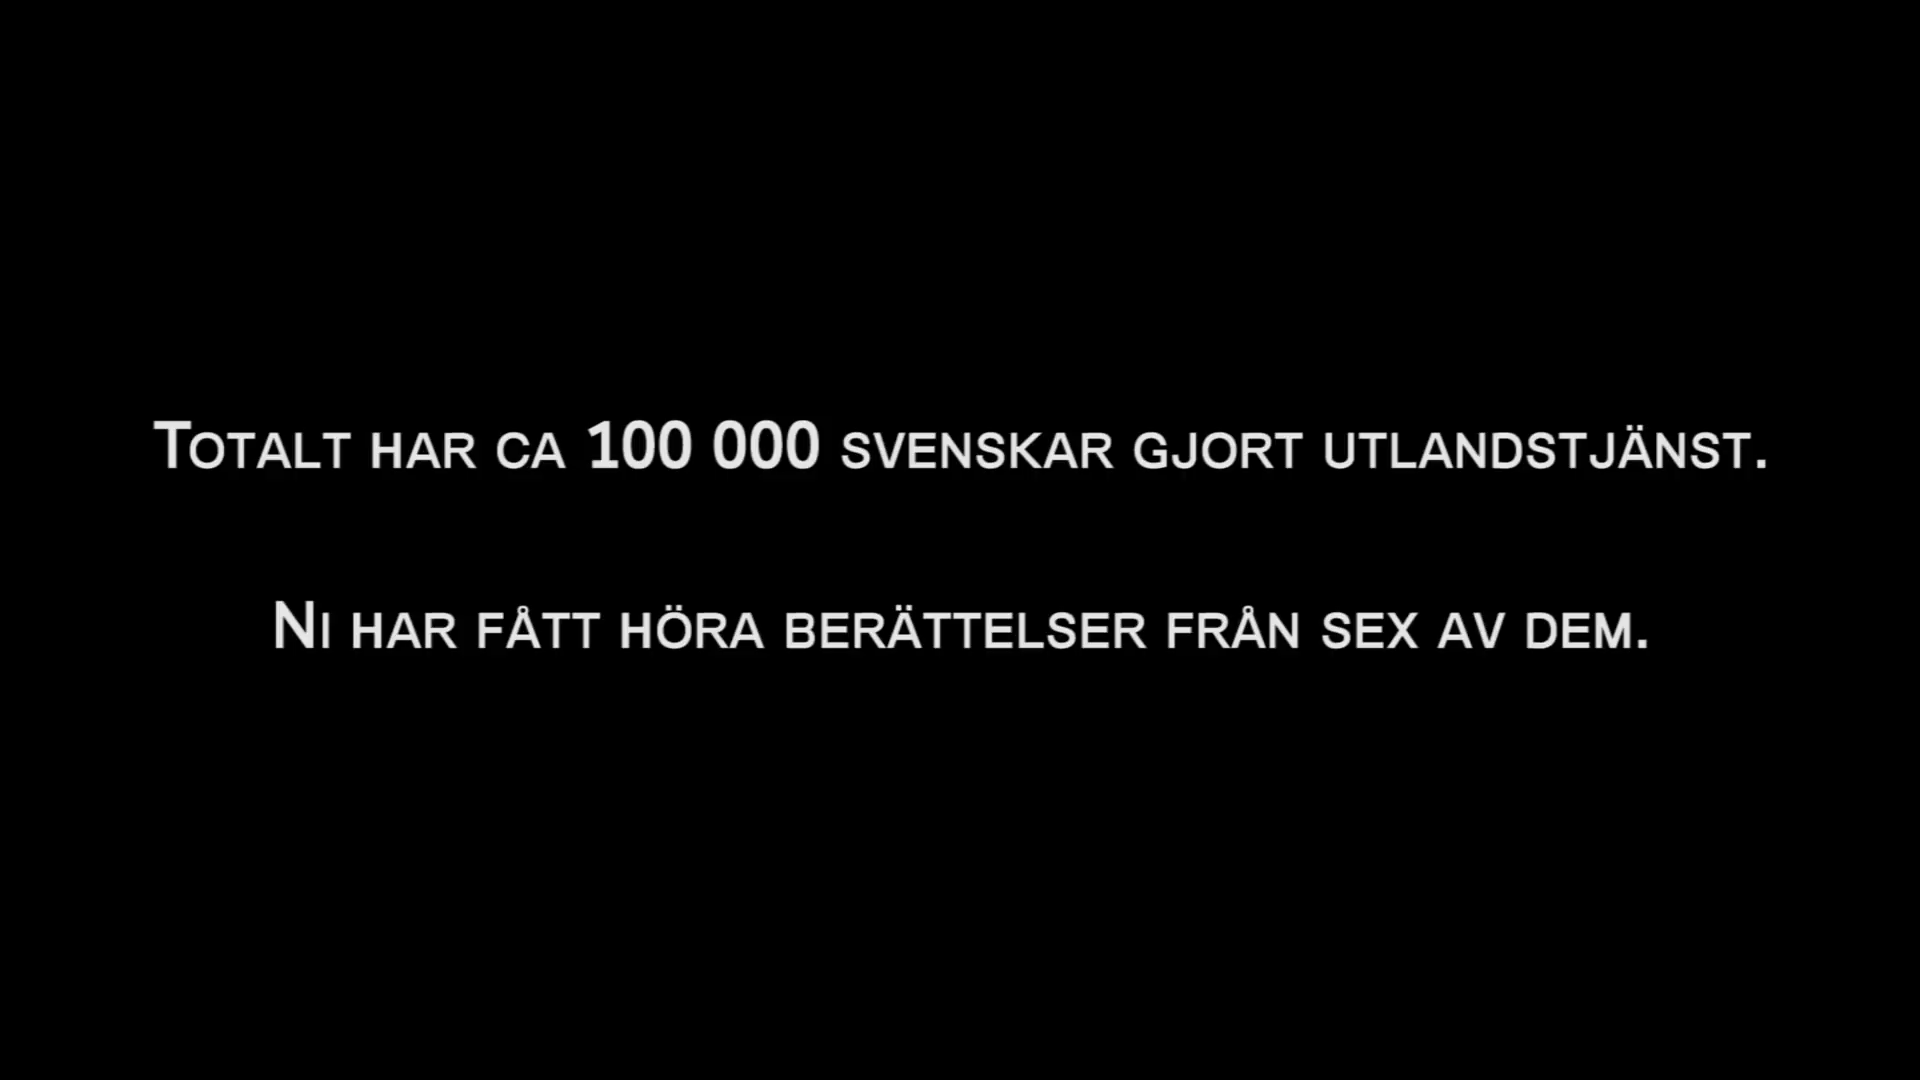 Totalt har ca 100 000 svenskar gjort utlandstjänst.
Ni har fått höra berättelser från sex av dem.